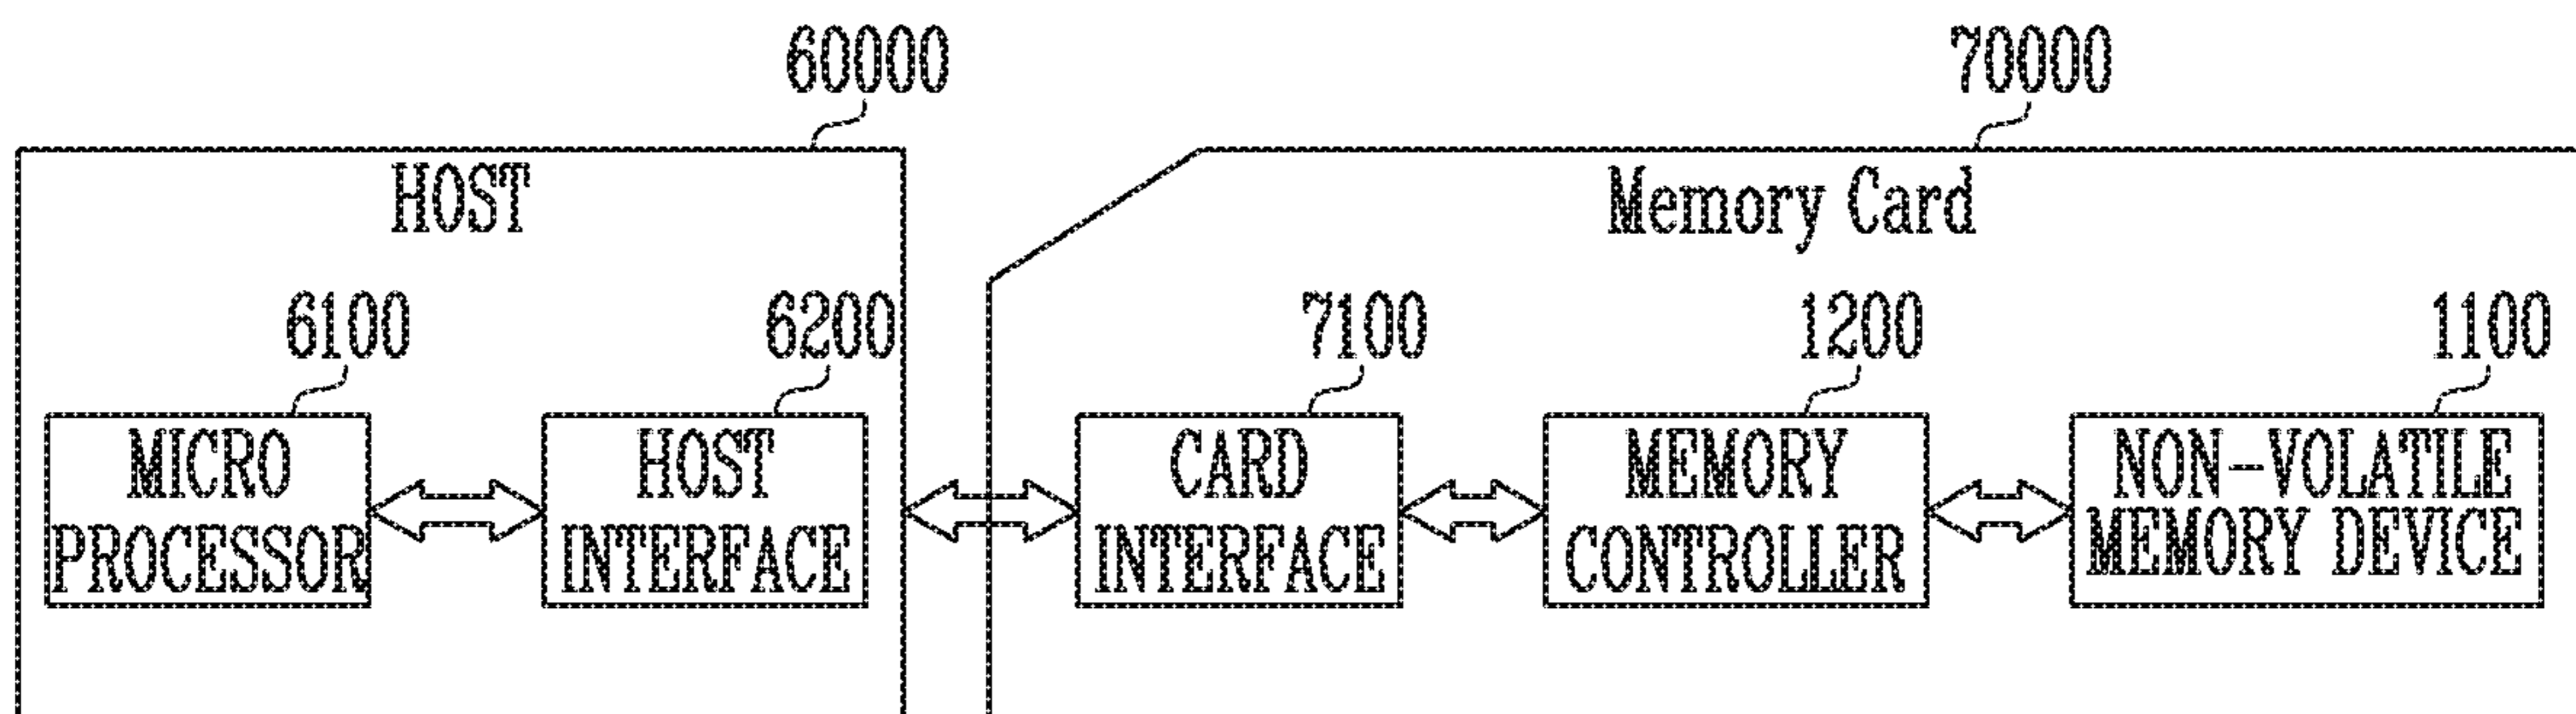 60000
70000
HOST
Memory Card
6100
6200
7100
1200
1100
MICRO
PROCESSOR
HOST
INTERFACE
CARD
INTERFACE
MEMORY
CONTROLLER
NON-VOLATILE
MEMORY DEVICE